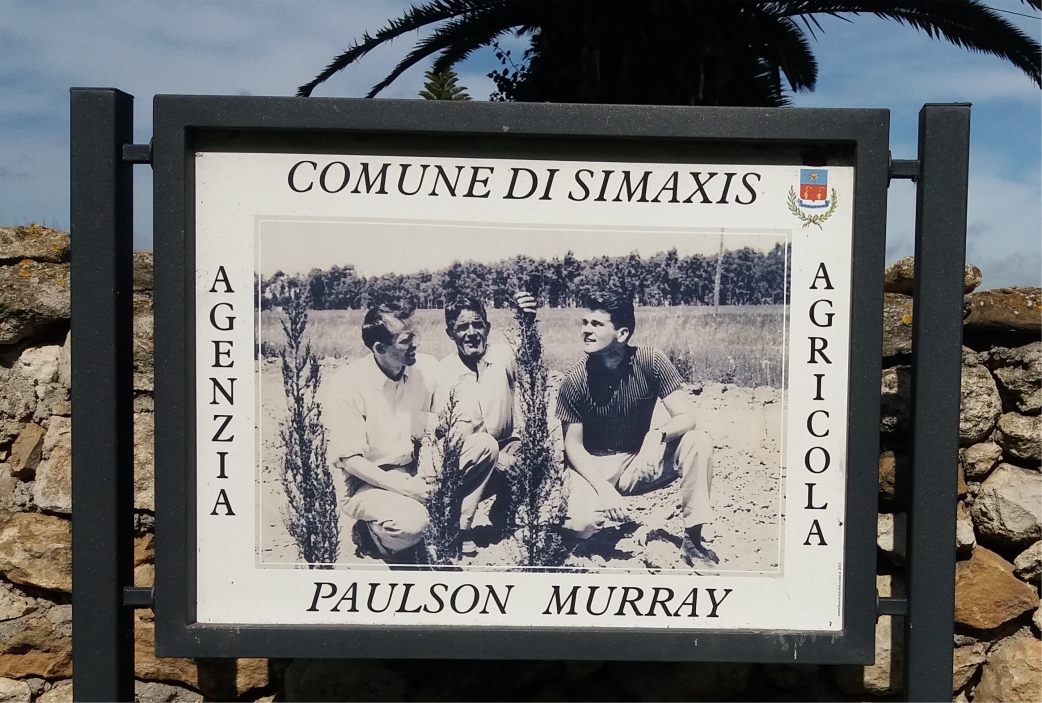 COMUNE DI SIMAXIS
AGENZIA
AGRICOLA
PAULSON MURRAY